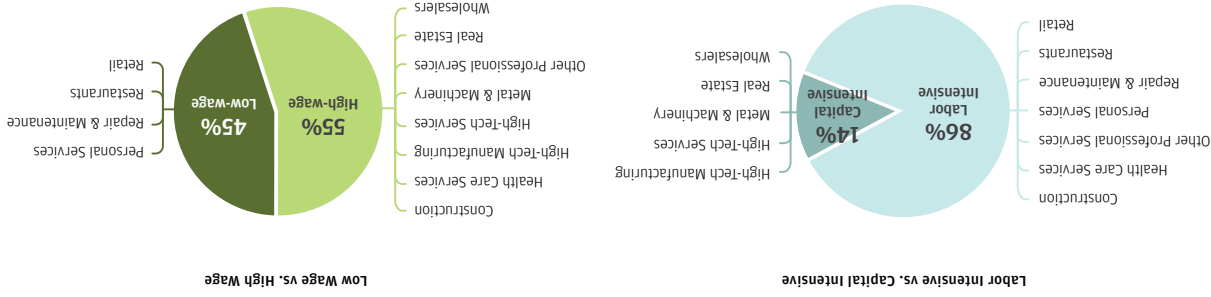 Labor Intensive vs. Capital Intensive
Construction
Health Care Services
Other Professional Services
Personal Services
Repair & Maintenance
Restaurants
Retail
86%
Labor
Intensive
14%
Capital
Intensive
High-Tech Manufacturing
High-Tech Services
Metal & Machinery
Real Estate
Wholesalers
Low Wage vs. High Wage
Construction
Health Care Services
High-Tech Manufacturing
High-Tech Services
Metal & Machinery
Other Professional Services
Real Estate
Wholesalers
55%
High-wage
45%
Low-wage
Personal Services
Repair & Maintenance
Restaurants
Retail